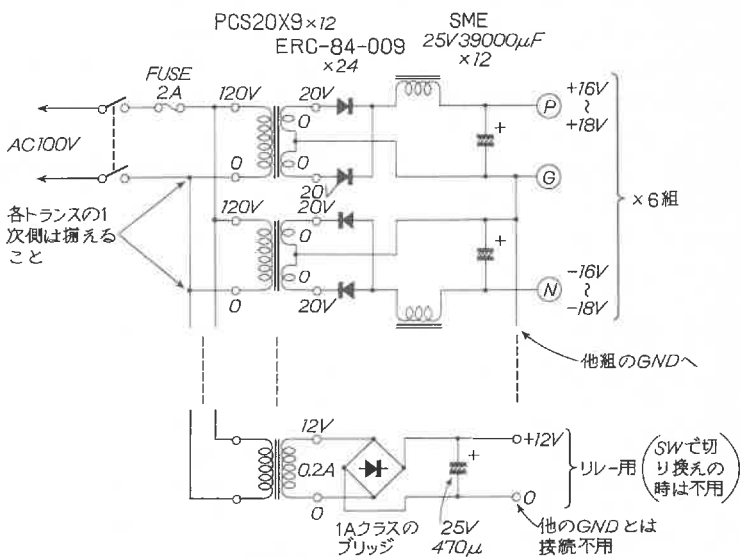 PCS20X9×12
ERC-84-009
×24
SME
25V39000μF
×12
FUSE
2A
120V
20V
0
P
+16V
~
+18V
AC100V
0
0
20V
G
×6組
各トランスの1
次側は揃える
こと
120V
20V
0
0
0
20V
N
-16V
~
-18V
他組のGNDへ
12V
0.2A
0
+12V
0
リレー用
(SWで切
り換えの
時は不用)
1Aクラスの
ブリッジ
25V
470μ
他のGNDとは
接続不用